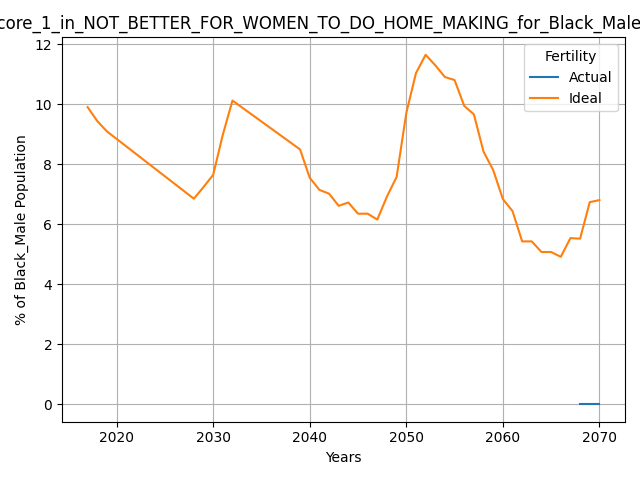 core_1_in_NOT_BETTER_FOR_WOMEN_TO_DO_HOME_MAKING_for_Black_Male
Fertility
Actual
Ideal
12
10
8
6
4
2
0
% of Black_Male Population
2020 2030 2040 2050 2060 2070
Years